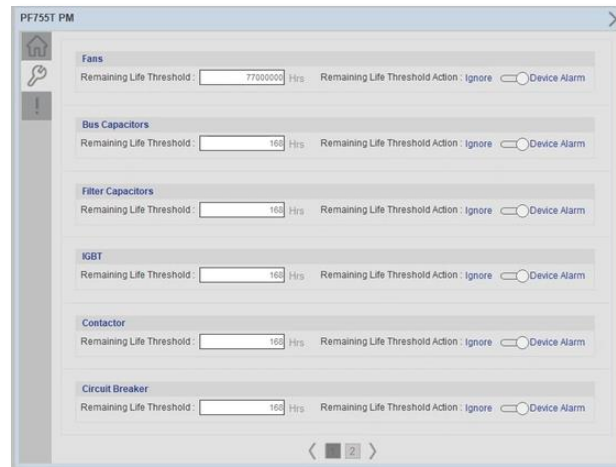 PF755T PM
Fans
Remaining Life Threshold : 77000000 Hrs Remaining Life Threshold Action : Ignore Device Alarm
Bus Capacitors
Remaining Life Threshold : 168 Hrs Remaining Life Threshold Action : Ignore Device Alarm
Filter Capacitors
Remaining Life Threshold : 168 Hrs Remaining Life Threshold Action : Ignore Device Alarm
IGBT
Remaining Life Threshold : 168 Hrs Remaining Life Threshold Action : Ignore Device Alarm
Contactor
Remaining Life Threshold : 168 Hrs Remaining Life Threshold Action : Ignore Device Alarm
Circuit Breaker
Remaining Life Threshold : 168 Hrs Remaining Life Threshold Action : Ignore Device Alarm
1 2